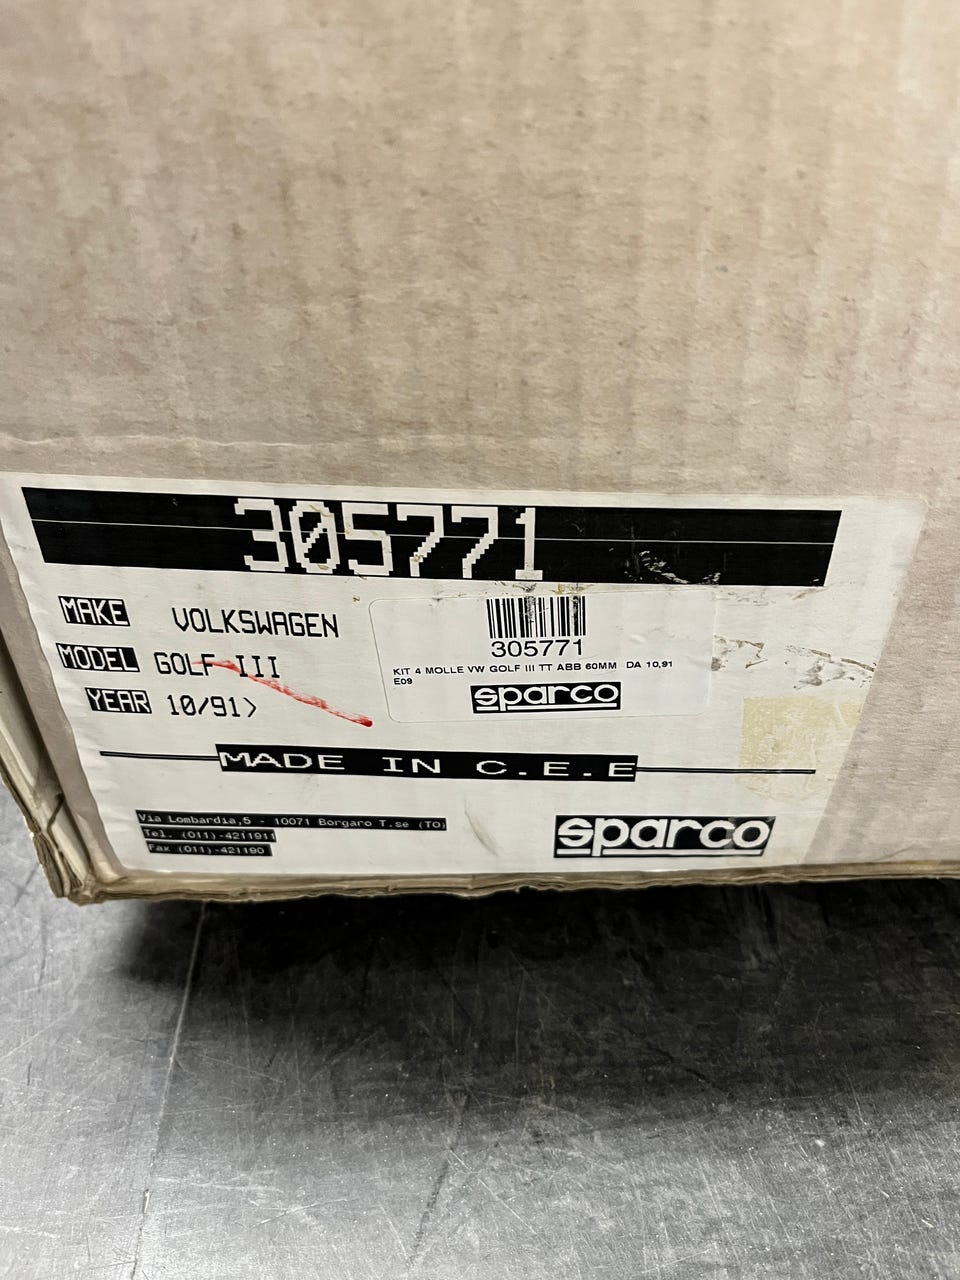 305771
MAKE VOLKSWAGEN
MODEL GOLF III
YEAR 10/91>
305771
KIT 4 MOLLE VW GOLF III TT ABB 60MM DA 10,91
E09
sparco
MADE IN C.E.E
Via Lombardia,5 - 10071 Borgaro T.se (TO)
Tel. (011)-4211911
Fax (011)-421190
sparco